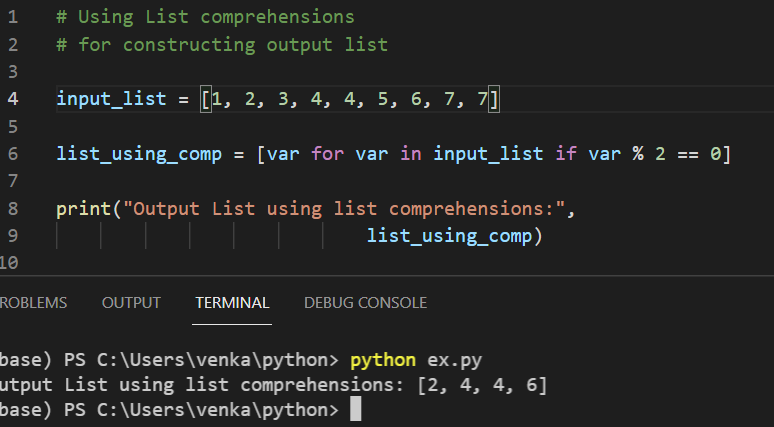 1 # Using List comprehensions
2 # for constructing output list
3
4 input_list = [1, 2, 3, 4, 4, 5, 6, 7, 7]
5
6 list_using_comp = [var for var in input_list if var % 2 == 0]
7
8 print("Output List using list comprehensions:",
9                             list_using_comp)
10
ROBLEMS OUTPUT TERMINAL DEBUG CONSOLE
base) PS C:\Users\venka\python> python ex.py
utput List using list comprehensions: [2, 4, 4, 6]
base) PS C:\Users\venka\python>